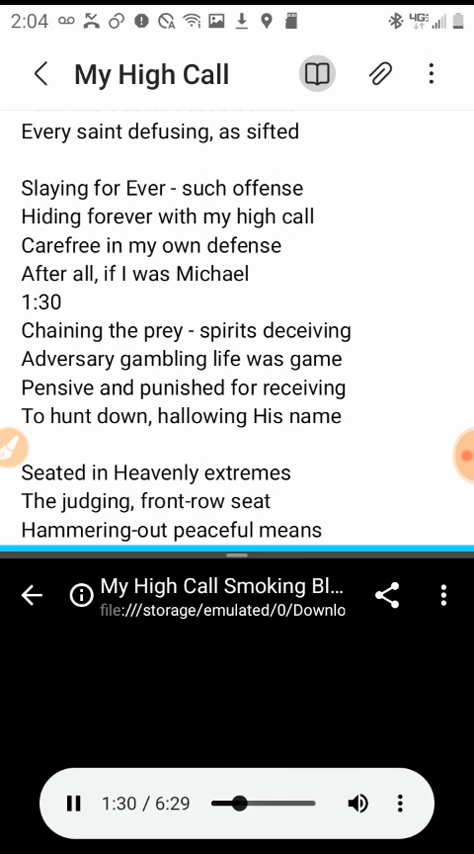 2:04
4G
My High Call
Every saint defusing, as sifted
Slaying for Ever - such offense
Hiding forever with my high call
Carefree in my own defense
After all, if I was Michael
1:30
Chaining the prey - spirits deceiving
Adversary gambling life was game
Pensive and punished for receiving
To hunt down, hallowing His name
Seated in Heavenly extremes
The judging, front-row seat
Hammering-out peaceful means
My High Call Smoking Bl...
file:///storage/emulated/0/Downlo
1:30 / 6:29